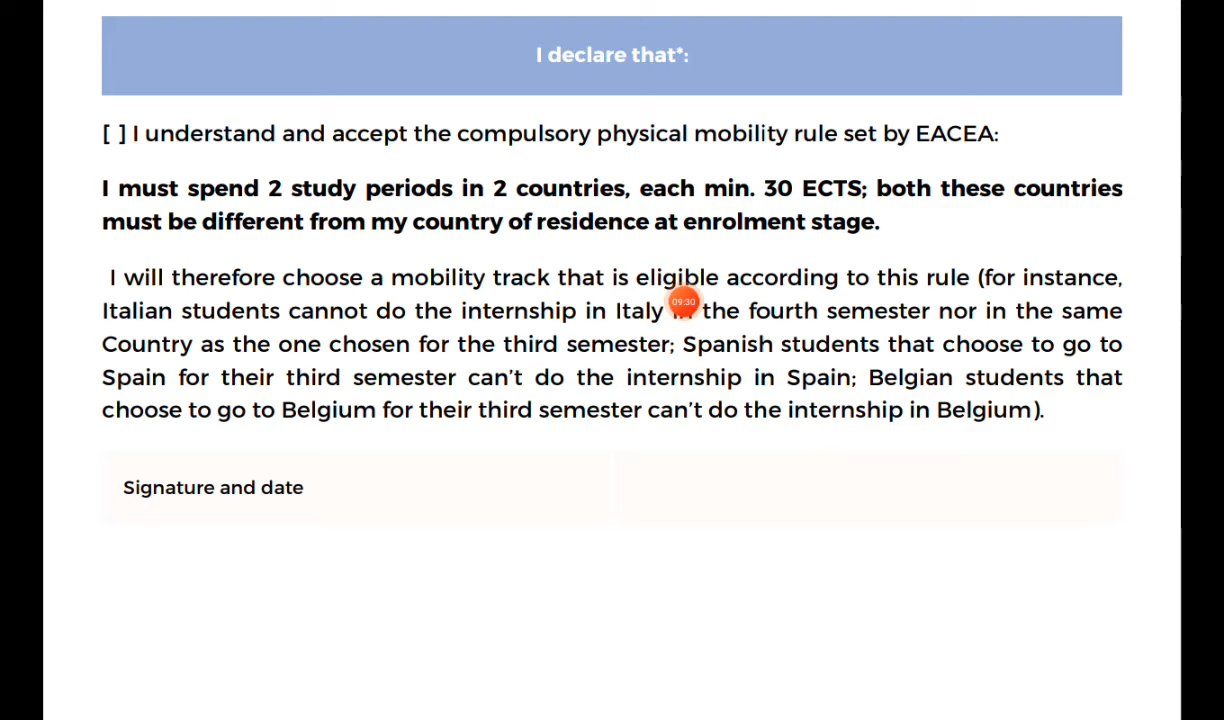 I declare that*:
[ ] I understand and accept the compulsory physical mobility rule set by EACEA:
I must spend 2 study periods in 2 countries, each min. 30 ECTS; both these countries
must be different from my country of residence at enrolment stage.
I will therefore choose a mobility track that is eligible according to this rule (for instance,
Italian students cannot do the internship in Italy the fourth semester nor in the same
Country as the one chosen for the third semester; Spanish students that choose to go to
Spain for their third semester can't do the internship in Spain; Belgian students that
choose to go to Belgium for their third semester can't do the internship in Belgium).
Signature and date
09:30